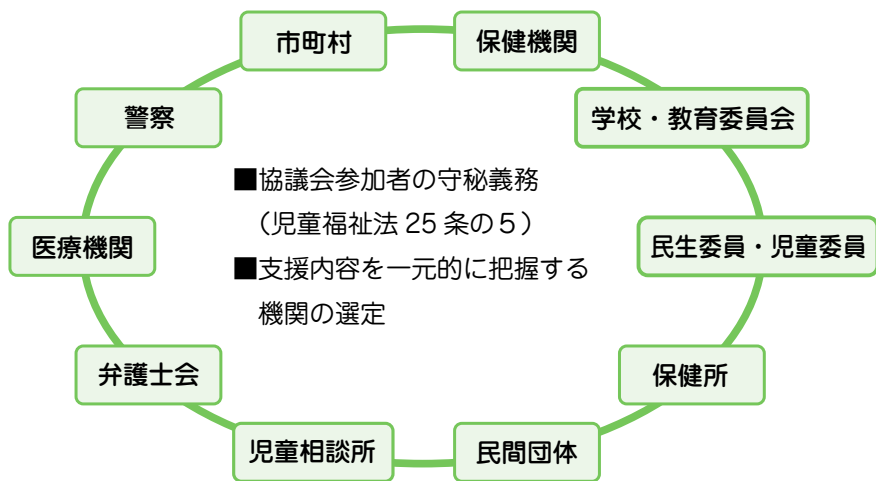 市町村
保健機関
警察
学校・教育委員会
■協議会参加者の守秘義務
（児童福祉法 25 条の５）
医療機関
民生委員・児童委員
■支援内容を一元的に把握する
機関の選定
弁護士会
保健所
児童相談所
民間団体